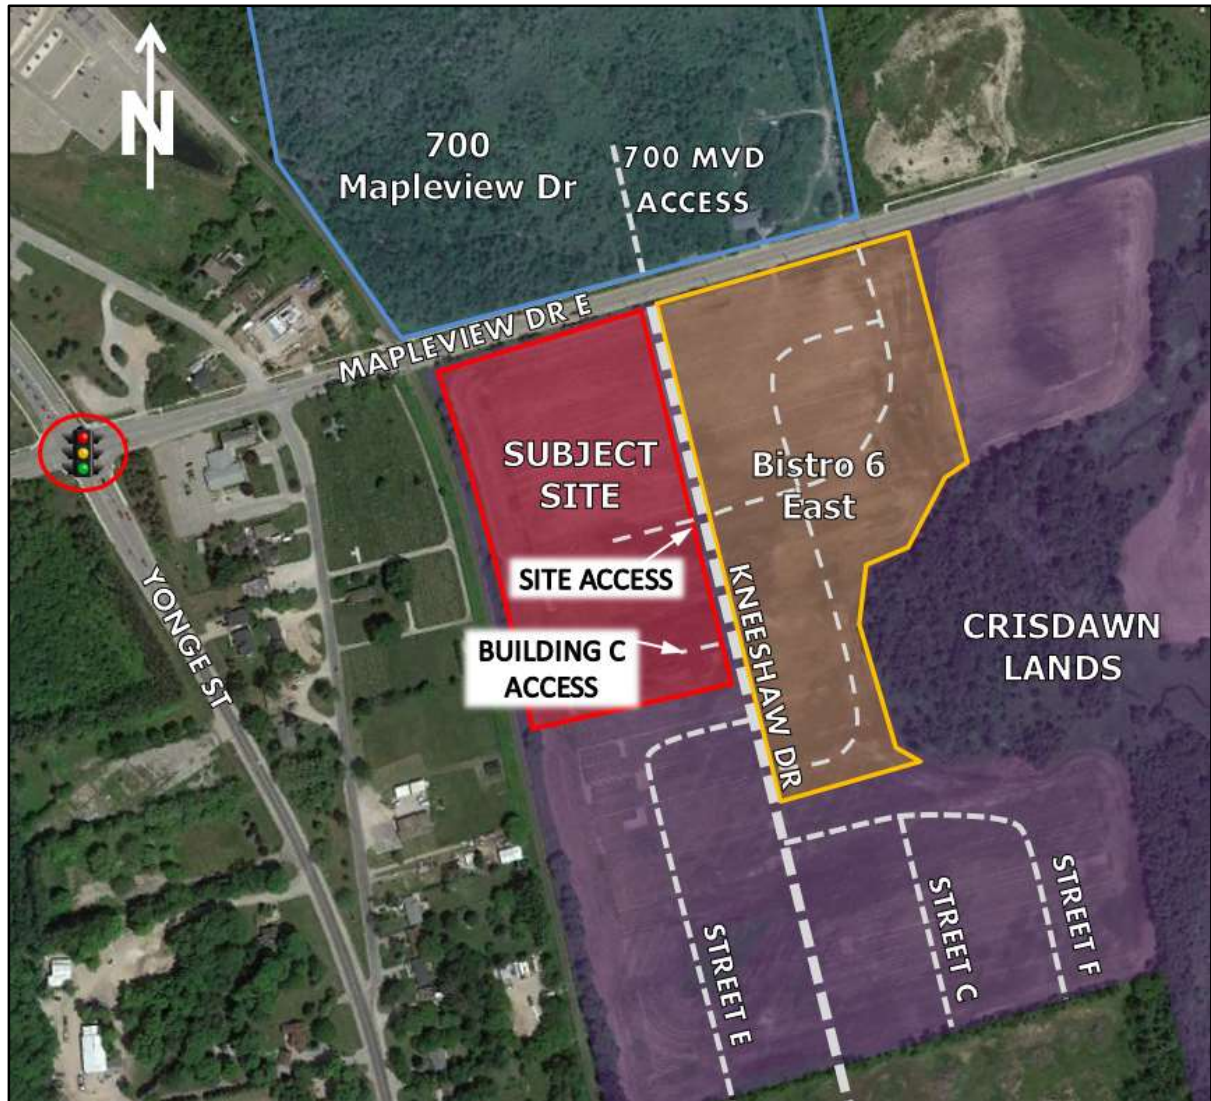 N
700
Mapleview Dr
700 MVD
ACCESS
MAPLEVIEW DR E
SUBJECT
SITE
Bistro 6
East
SITE ACCESS
BUILDING C
ACCESS
KNEESHAW DR
YONGE ST
CRISDAWN
LANDS
STREET E
STREET C
STREET F